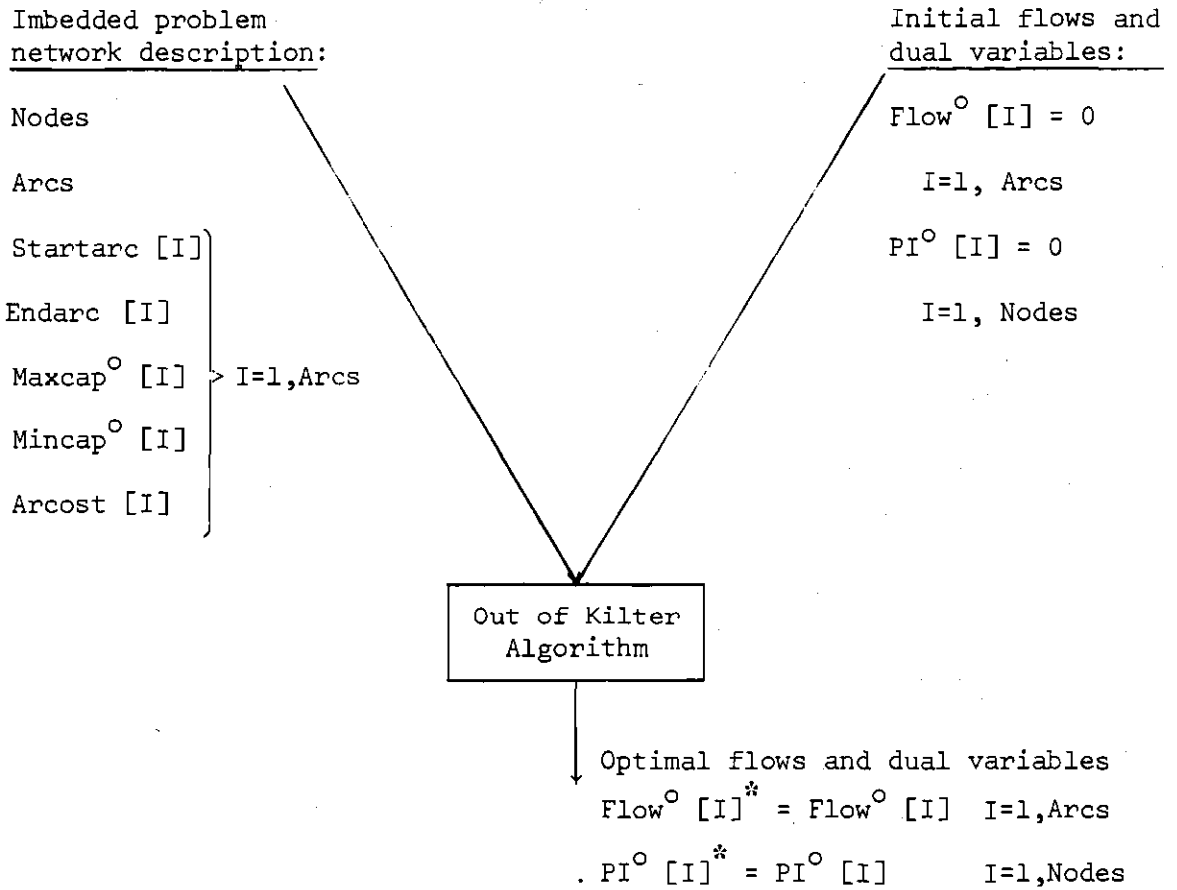 Imbedded problem
network description:
Nodes
Arcs
Startarc [I]
Endarc [I]
Maxcap° [I]
Mincap° [I]
Arcost [I]
I=1,Arcs
Initial flows and
dual variables:
Flow° [I] = 0
I=1, Arcs
PI° [I] = 0
I=1, Nodes
Out of Kilter
Algorithm
Optimal flows and dual variables
Flow° [I]* = Flow° [I] I=1,Arcs
. PI° [I]* = PI° [I] I=1,Nodes